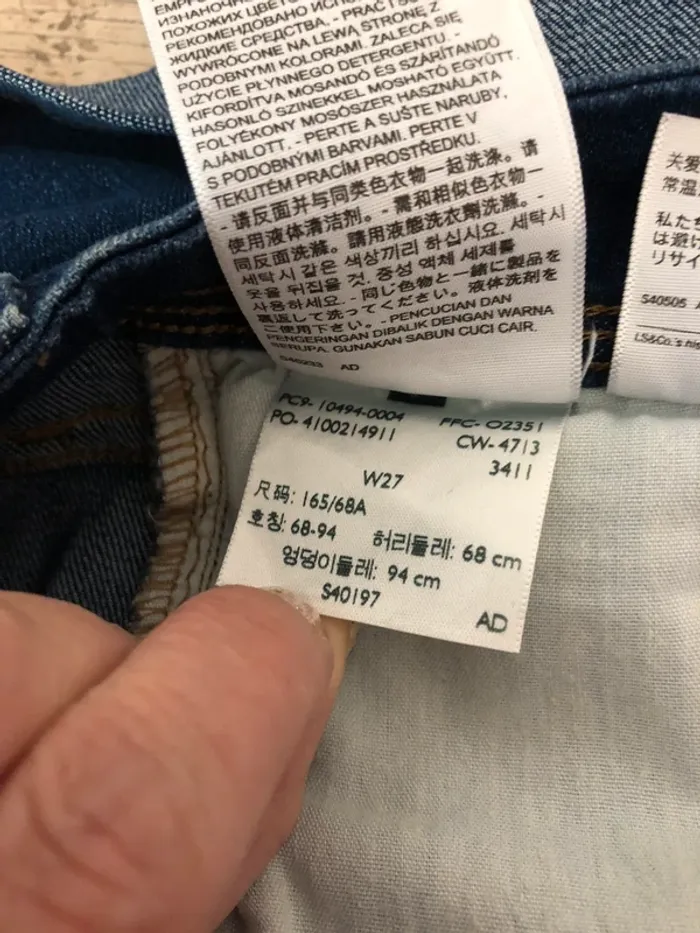 ИЗНАНОЧНО
ПОХОЖИХ ЦВЕТО
РЕКОМЕНДОВАНО ИСПОЛ
ЖИДКИЕ СРЕДСТВА. - PRAĆ I SU
WYWRÓCONE NA LEWĄ STRONĘ Z
PODOBNYMI KOLORAMI. ZALECA SIĘ
UŻYCIE PŁYNNEGO DETERGENTU. -
KIFORDÍTVA MOSANDÓ ÉS SZÁRÍTANDÓ
HASONLÓ SZINEKKEL MOSHATÓ EGYÜTT.
FOLYÉKONY MOSÓSZER HASZNÁLATA
AJÁNLOTT. - PERTE A SUŠTE NARUBY,
S PODOBNÝMI BARVAMI. PERTE V
TEKUTÉM PRACÍM PROSTŘEDKU.
- 请反面并与同类色衣物一起洗涤。请
使用液体清洁剂。- 需和相似色衣物一
同反面洗滌。請用液態洗衣劑洗滌。-
세탁시 같은 색상끼리 하십시요. 세탁시
옷을 뒤집을 것. 중성 액체 세제를
사용하세요. - 同じ色物と一緒に製品を
裏返して洗ってください。液体洗剤を
ご使用下さい。- PENCUCIAN DAN
PENGERINGAN DIBALIK DENGAN WARNA
SERUPA. GUNAKAN SABUN CUCI CAIR.
S40233 AD
PC9- 10494-0004 PFC- O2351
PO- 4100214911 CW- 4713
3411
W27
尺码: 165/68A
호칭: 68-94 허리둘레: 68 cm
엉덩이둘레: 94 cm
S40197
AD
关爱
常温
私た
は避け
リサイ
S40505
LS&Co.'s his